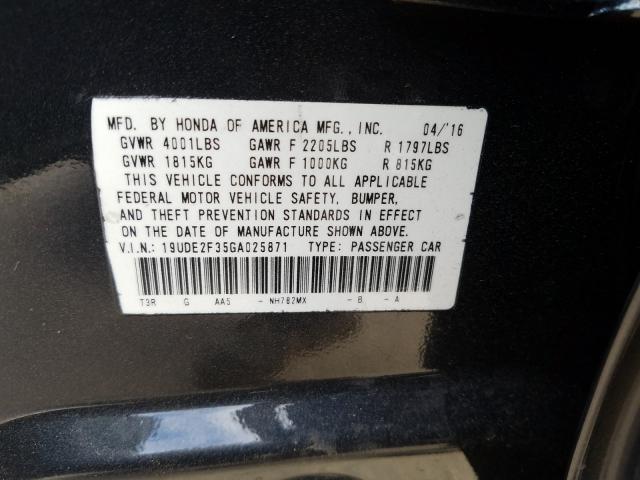 MFD. BY HONDA OF AMERICA MFG., INC. 04/'16
GVWR 4001LBS GAWR F 2205LBS R 1797LBS
GVWR 1815KG GAWR F 1000KG R 815KG
THIS VEHICLE CONFORMS TO ALL APPLICABLE
FEDERAL MOTOR VEHICLE SAFETY, BUMPER,
AND THEFT PREVENTION STANDARDS IN EFFECT
ON THE DATE OF MANUFACTURE SHOWN ABOVE.
V.I.N.: 19UDE2F35GA025871 TYPE: PASSENGER CAR
T3R G AA5 - NH782MX - B - A